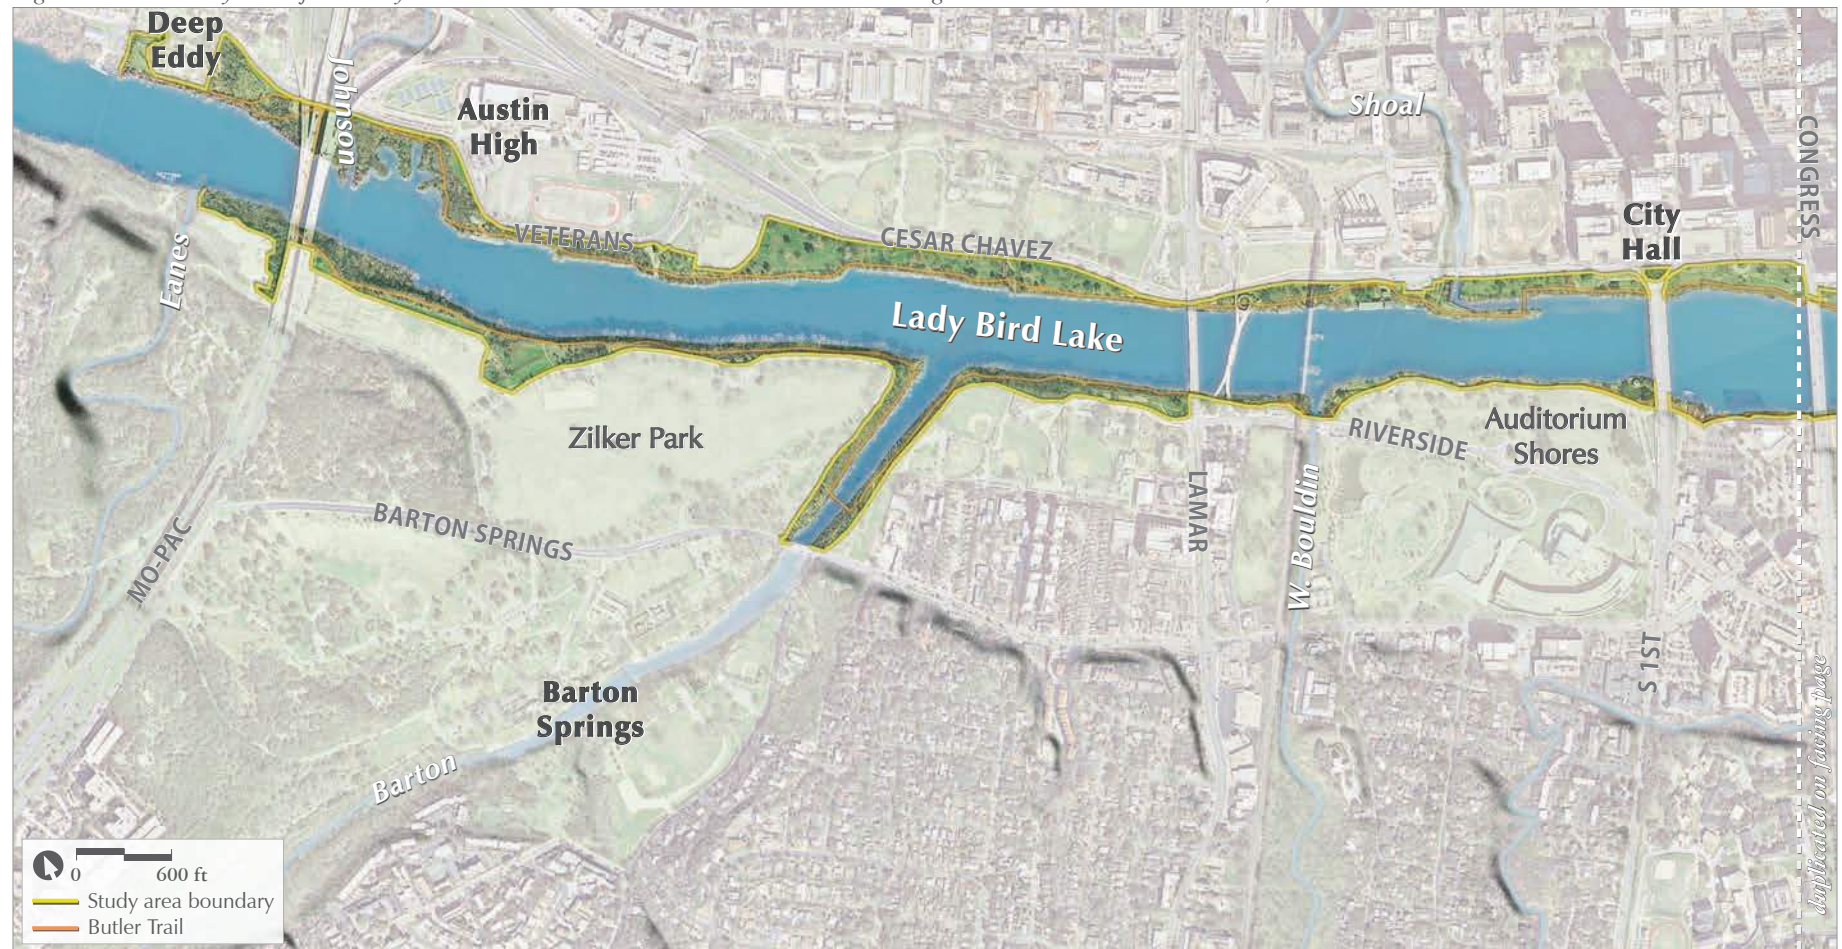 Deep
Eddy
Johnson
Austin
High
Shoal
CONGRESS
City
Hall
VETERANS
CESAR CHAVEZ
Eanes
Lady Bird Lake
Zilker Park
Auditorium
Shores
RIVERSIDE
LAMAR
W. Bouldin
BARTON SPRINGS
MO-PAC
S 1ST
Barton
Springs
Barton
duplicated on facing page
0 600 ft
Study area boundary
Butler Trail